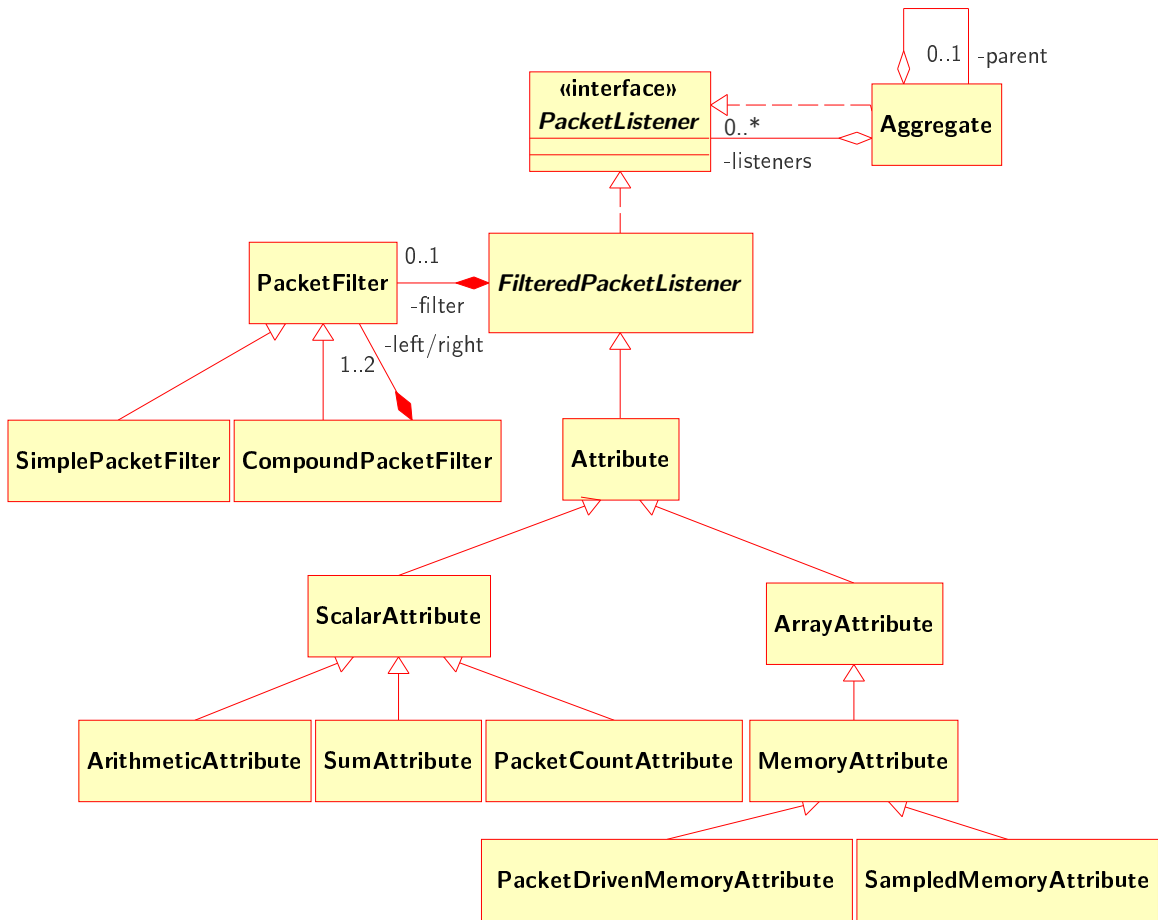 0..1 -parent
«interface»
PacketListener
Aggregate
0..*
-listeners
PacketFilter
0..1
-filter
FilteredPacketListener
-left/right
1..2
SimplePacketFilter
CompoundPacketFilter
Attribute
ScalarAttribute
ArrayAttribute
ArithmeticAttribute
SumAttribute
PacketCountAttribute
MemoryAttribute
PacketDrivenMemoryAttribute
SampledMemoryAttribute